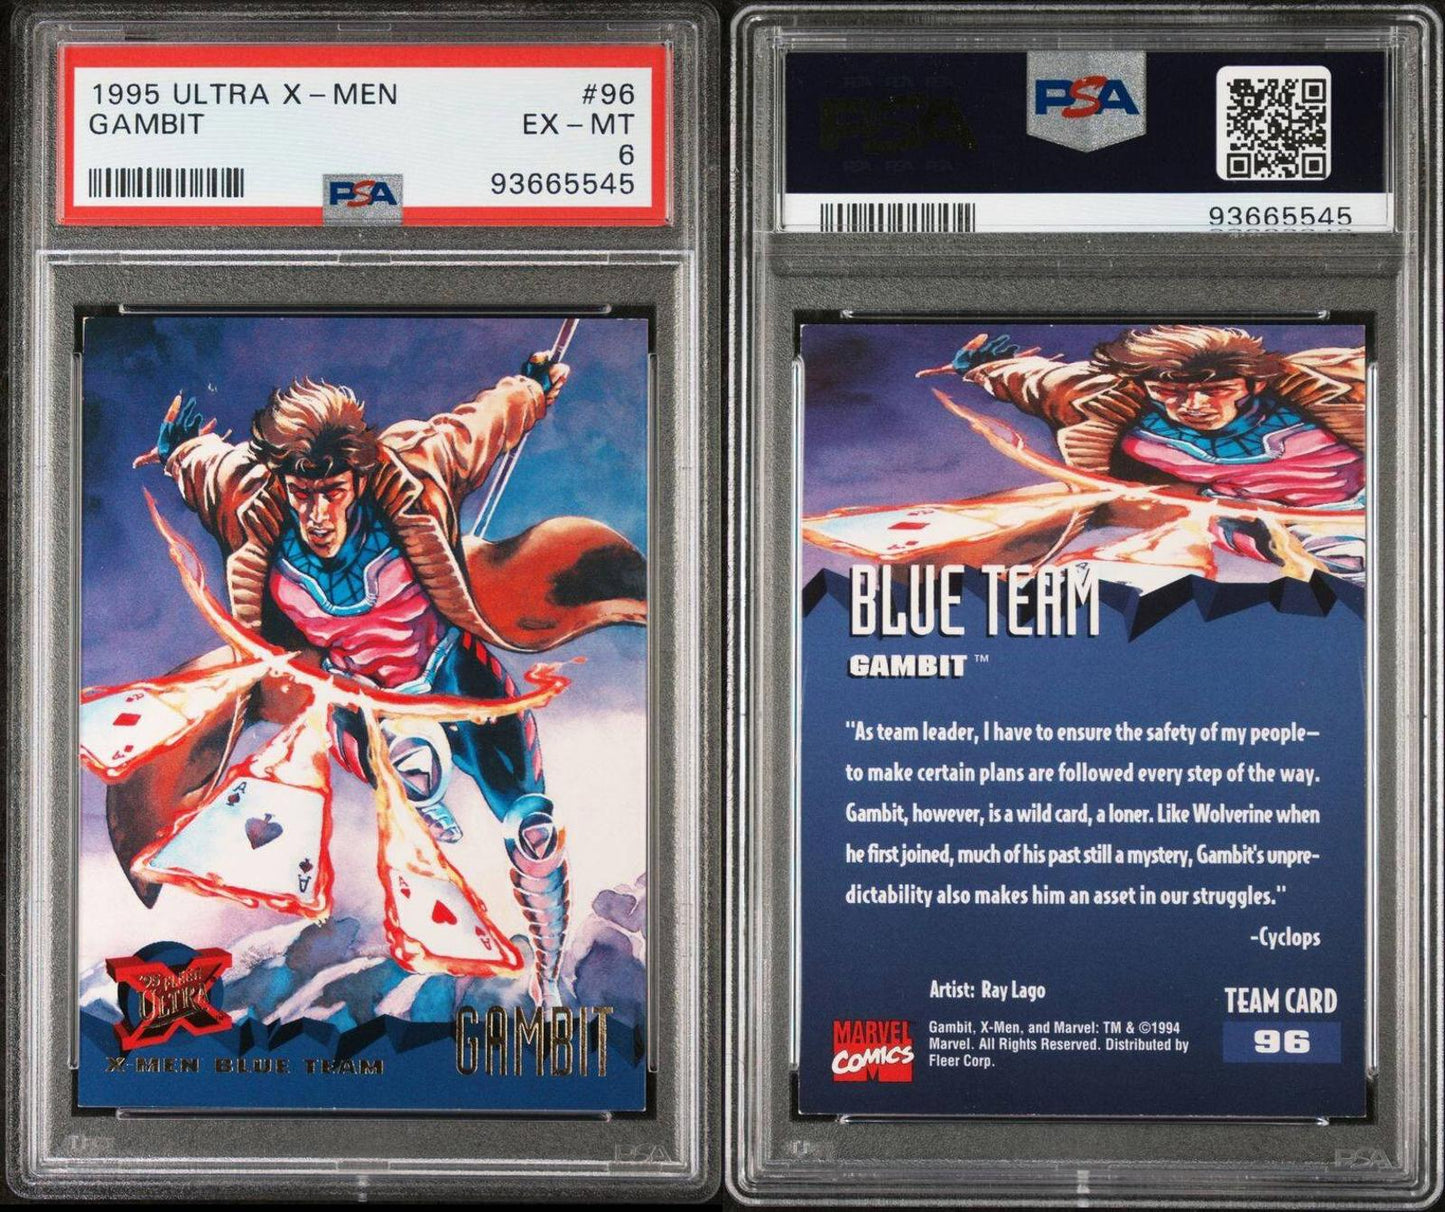 1995 ULTRA X-MEN #96
GAMBIT EX-MT
6
PSA 93665545
A
A
A
A
'95 FLEER
ULTRA
X-MEN BLUE TEAM
GAMBIT
PSA
PSA
93665545
BLUE TEAM
GAMBIT™
"As team leader, I have to ensure the safety of my people—
to make certain plans are followed every step of the way.
Gambit, however, is a wild card, a loner. Like Wolverine when
he first joined, much of his past still a mystery, Gambit's unpre-
dictability also makes him an asset in our struggles."
-Cyclops
Artist: Ray Lago
TEAM CARD
96
MARVEL
COMICS
Gambit, X-Men, and Marvel: TM & ©1994
Marvel. All Rights Reserved. Distributed by
Fleer Corp.
PSA